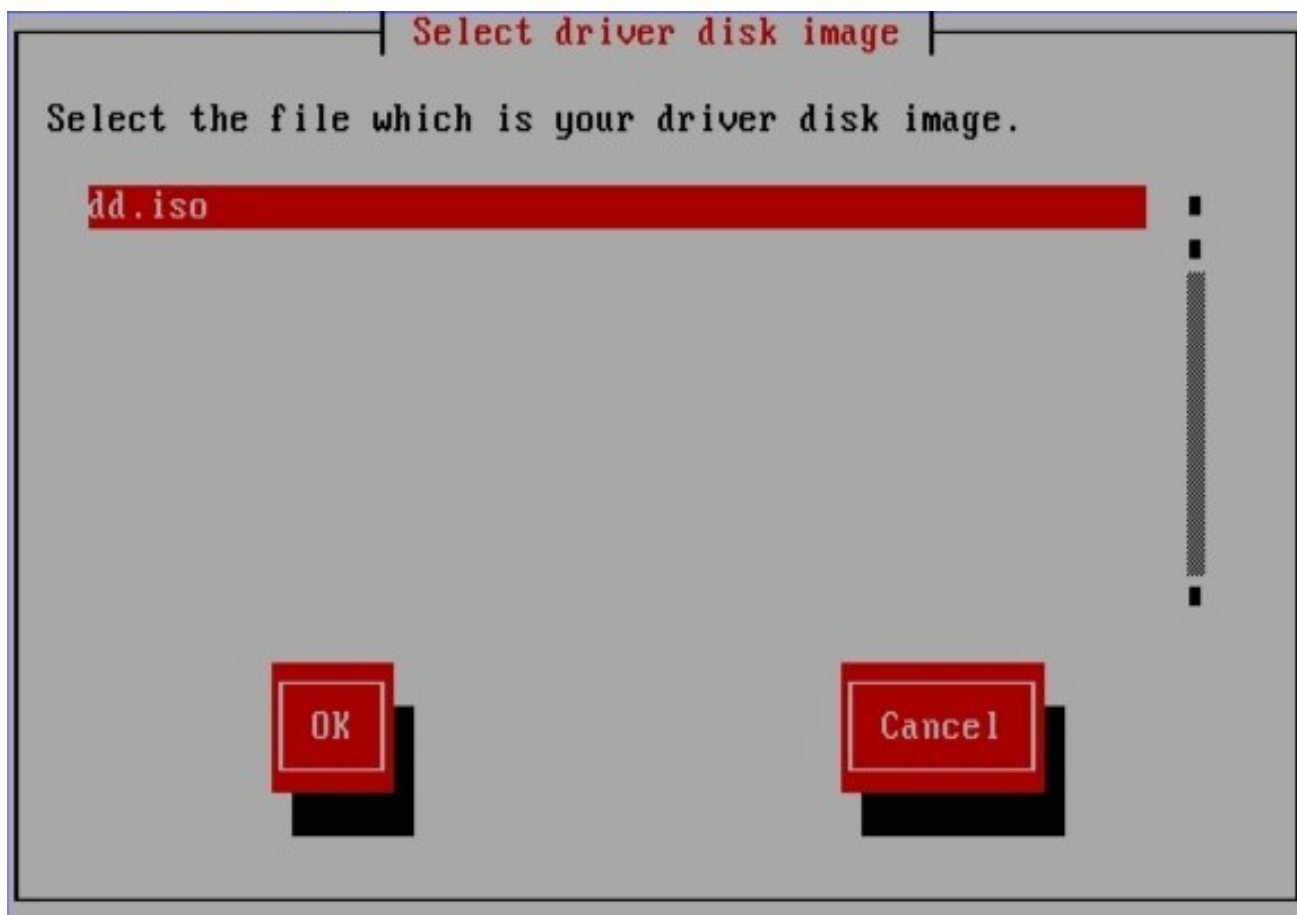 Select driver disk image
Select the file which is your driver disk image.
dd.iso
OK Cancel